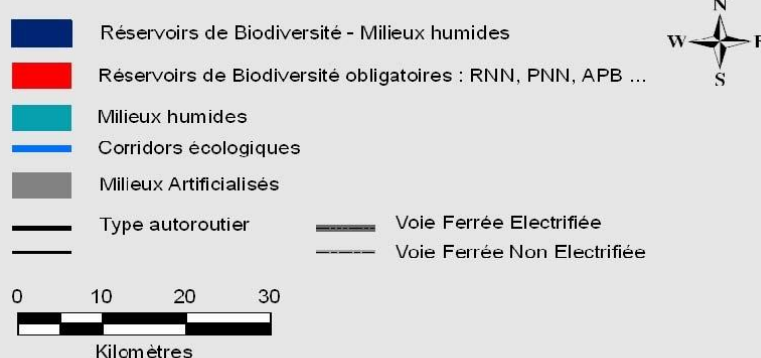 N
W E
S
Réservoirs de Biodiversité - Milieux humides
Réservoirs de Biodiversité obligatoires : RNN, PNN, APB ...
Milieux humides
Corridors écologiques
Milieux Artificialisés
Type autoroutier
Voie Ferrée Electrifiée
Voie Ferrée Non Electrifiée
0 10 20 30
Kilomètres